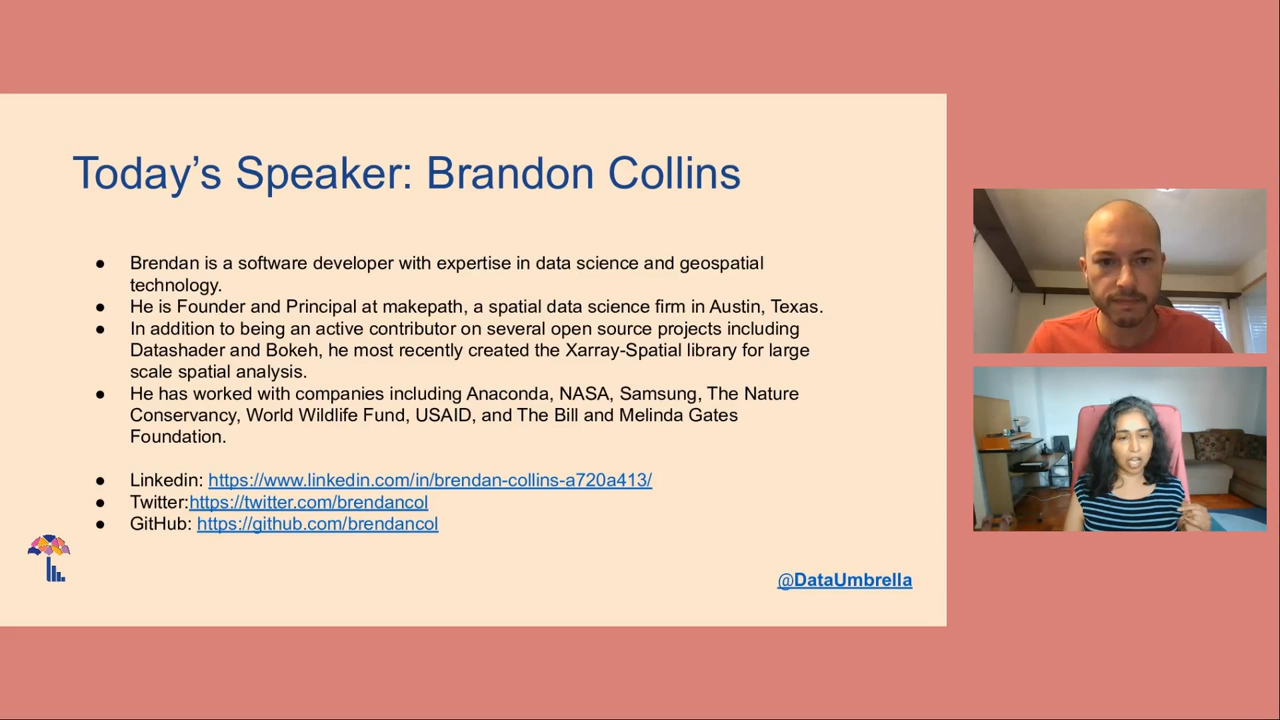 Today’s Speaker: Brandon Collins
● Brendan is a software developer with expertise in data science and geospatial
technology.
● He is Founder and Principal at makepath, a spatial data science firm in Austin, Texas.
● In addition to being an active contributor on several open source projects including
Datashader and Bokeh, he most recently created the Xarray-Spatial library for large
scale spatial analysis.
● He has worked with companies including Anaconda, NASA, Samsung, The Nature
Conservancy, World Wildlife Fund, USAID, and The Bill and Melinda Gates
Foundation.
● Linkedin: https://www.linkedin.com/in/brendan-collins-a720a413/
● Twitter:https://twitter.com/brendancol
● GitHub: https://github.com/brendancol
@DataUmbrella